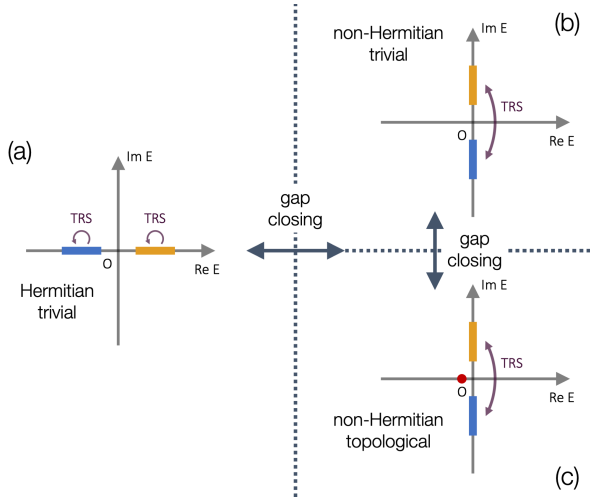 (a)
Im E
TRS
TRS
O
Re E
Hermitian
trivial
gap
closing
non-Hermitian
trivial
(b)
Im E
TRS
O
Re E
gap
closing
Im E
TRS
O
Re E
non-Hermitian
topological
(c)